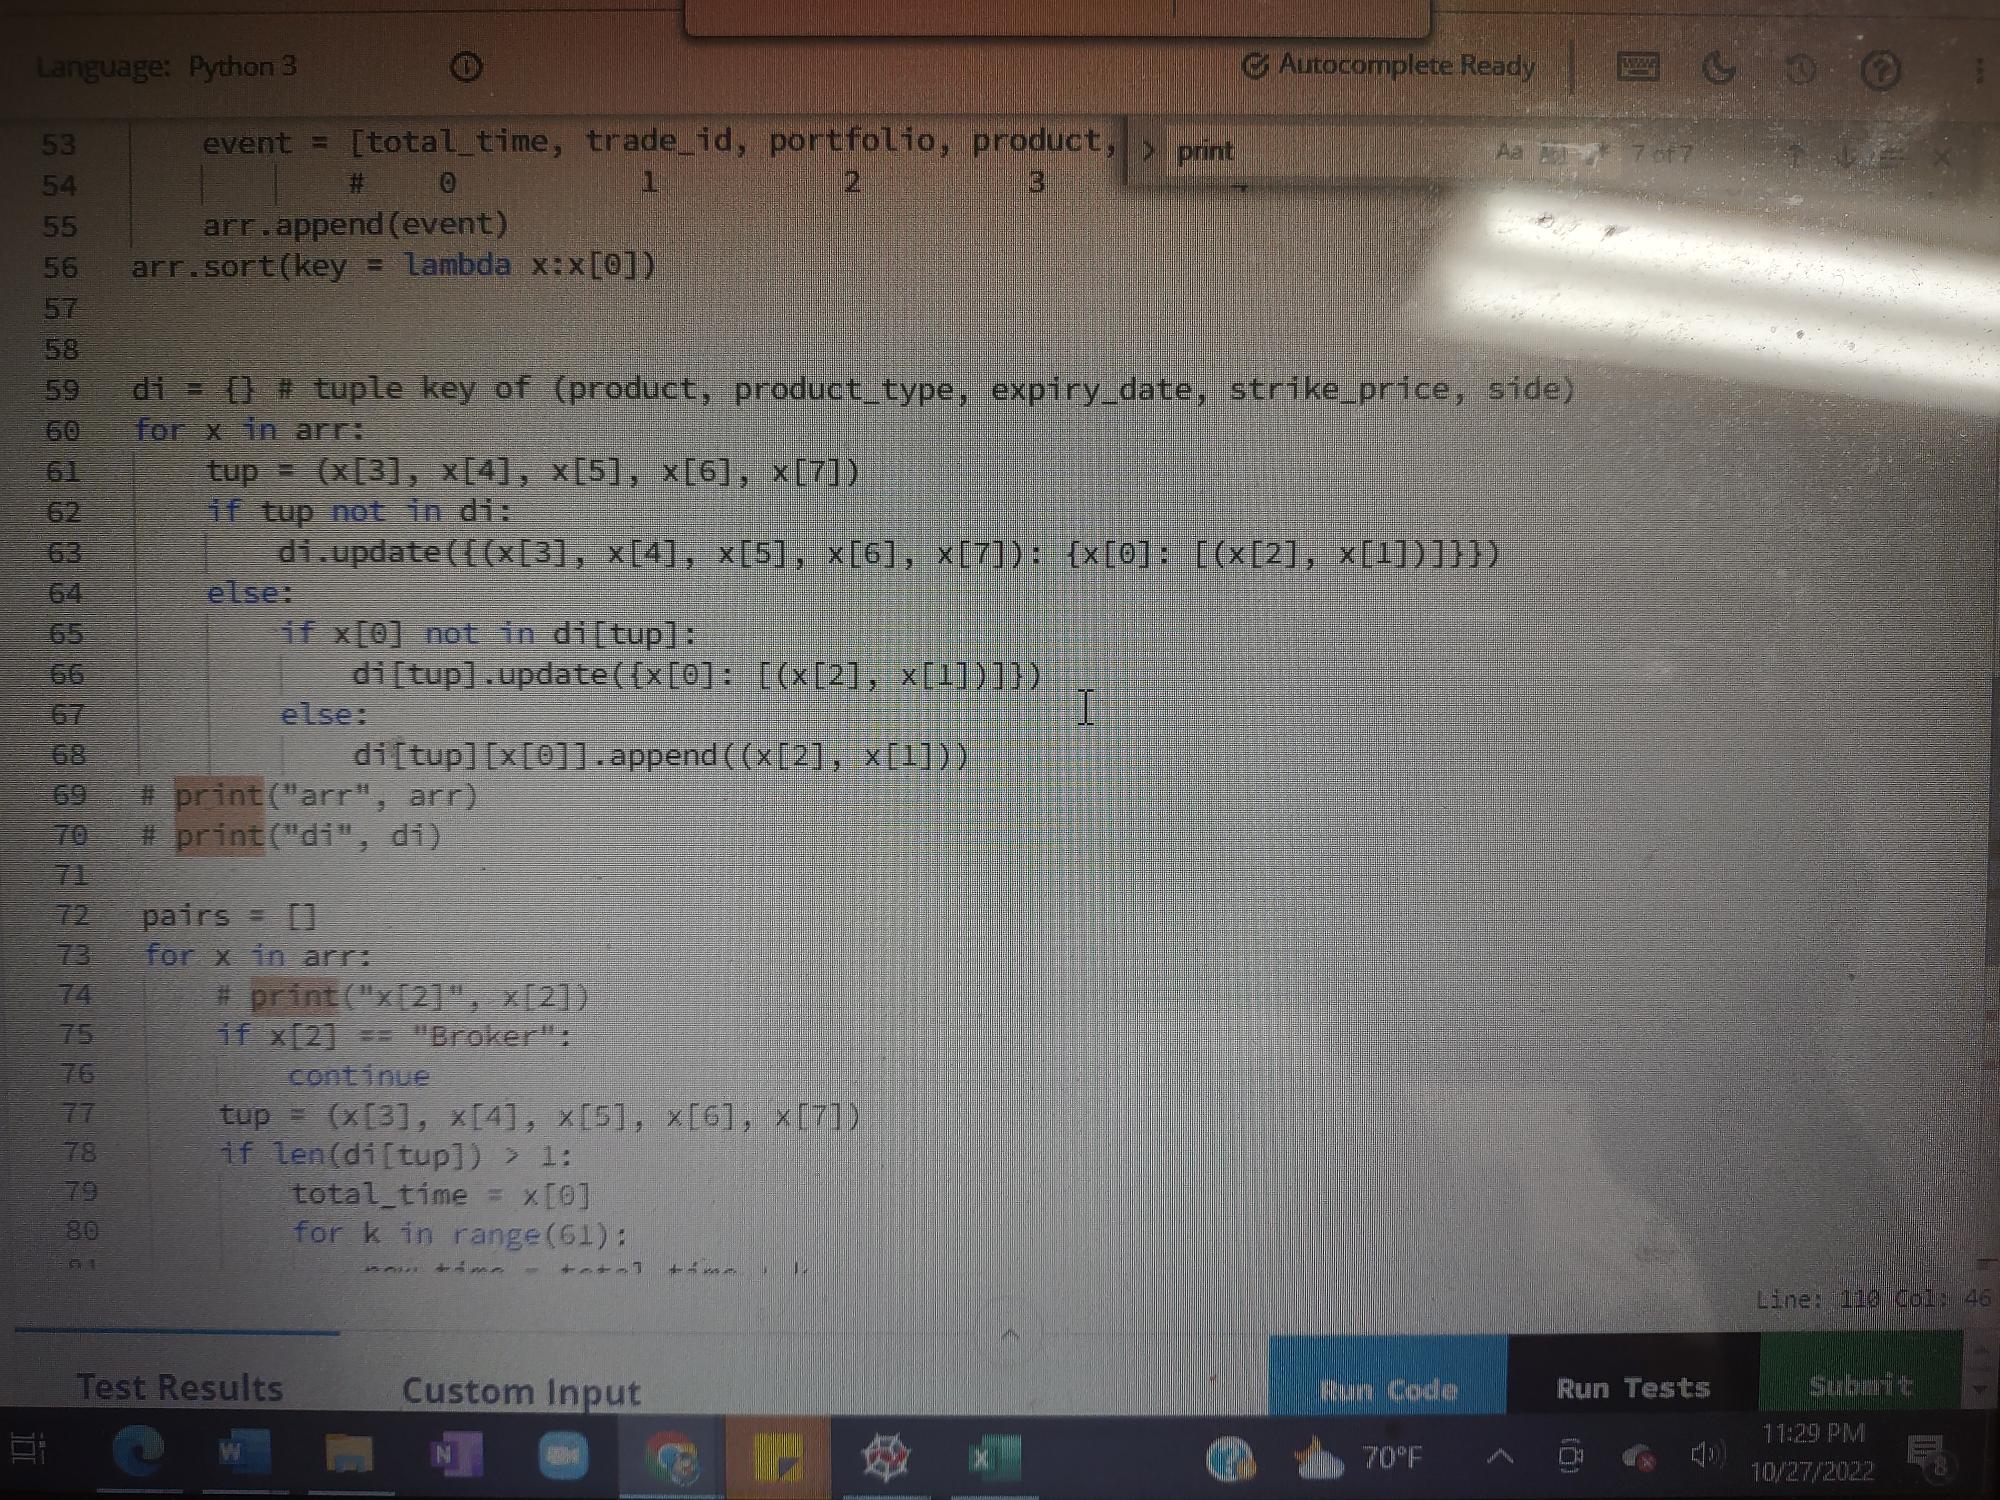 Language: Python 3
Autocomplete Ready
53 event = [total_time, trade_id, portfolio, product,
> print Aa 7 of 7
54 # 0 1 2 3
55 arr.append(event)
56 arr.sort(key = lambda x:x[0])
57
58
59 di = {} # tuple key of (product, product_type, expiry_date, strike_price, side)
60 for x in arr:
61 tup = (x[3], x[4], x[5], x[6], x[7])
62 if tup not in di:
63 di.update({(x[3], x[4], x[5], x[6], x[7]): {x[0]: [(x[2], x[1])]}})
64 else:
65 if x[0] not in di[tup]:
66 di[tup].update({x[0]: [(x[2], x[1])]})
67 else:
68 di[tup][x[0]].append((x[2], x[1]))
69 # print("arr", arr)
70 # print("di", di)
71
72 pairs = []
73 for x in arr:
74 # print("x[2]", x[2])
75 if x[2] == "Broker":
76 continue
77 tup = (x[3], x[4], x[5], x[6], x[7])
78 if len(di[tup]) > 1:
79 total_time = x[0]
80 for k in range(61):
Line: 110 Col: 46
Test Results
Custom Input
Run Code
Run Tests
Submit
70°F
11:29 PM
10/27/2022
8